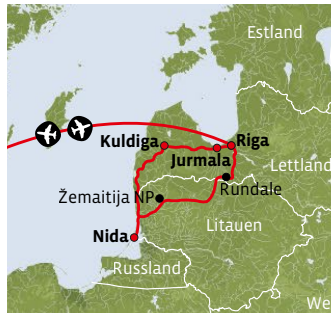 Estland
Kuldiga
Riga
Jurmala
Lettland
Rundale
Žemaitija NP
Litauen
Nida
Russland
We